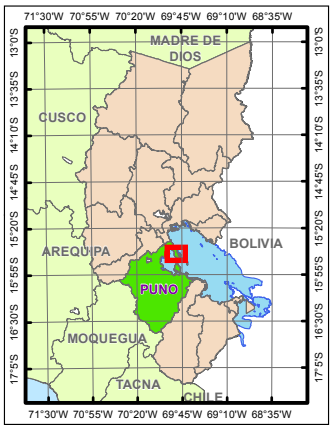 71°30'W 70°55'W 70°20'W 69°45'W 69°10'W 68°35'W
MADRE DE
DIOS
CUSCO
AREQUIPA
BOLIVIA
PUNO
MOQUEGUA
TACNA
CHILE
13°0'S 13°35'S 14°10'S 14°45'S 15°20'S 15°55'S 16°30'S 17°5'S
13°0'S 13°35'S 14°10'S 14°45'S 15°20'S 15°55'S 16°30'S 17°5'S
71°30'W 70°55'W 70°20'W 69°45'W 69°10'W 68°35'W